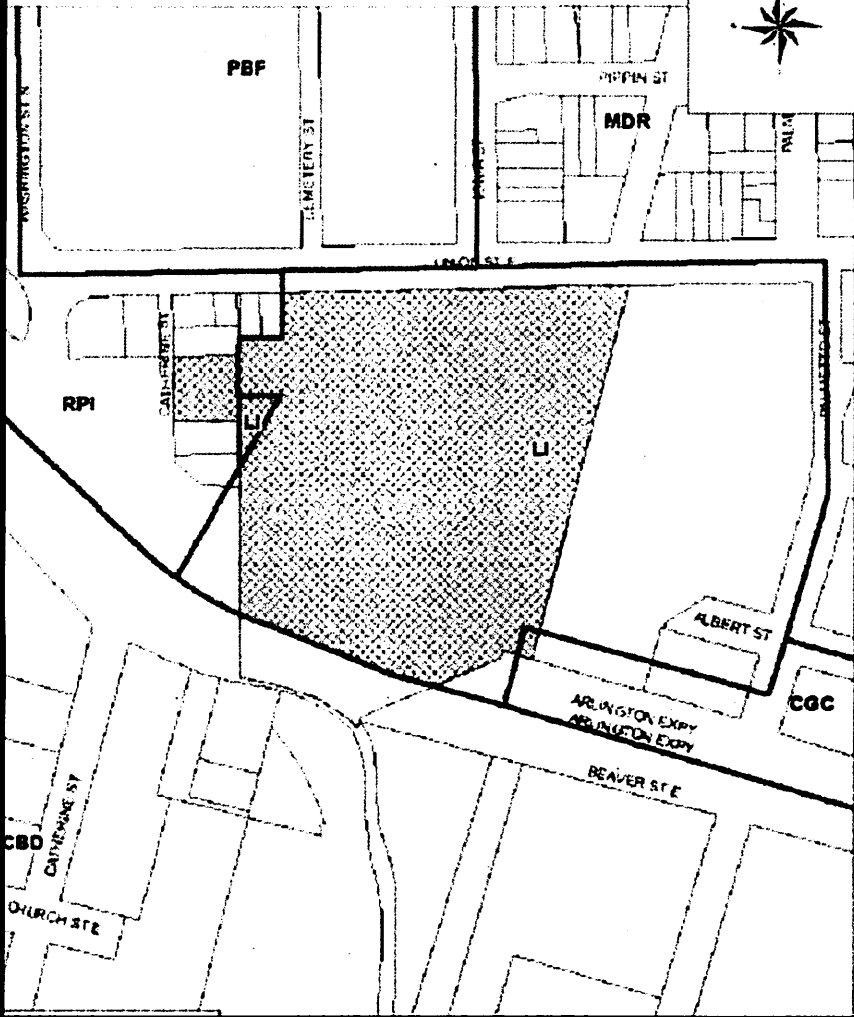 PBF
PIPPIN ST
MDR
WASHINGTON ST N
CEMETERY ST
UNION ST E
CATHERINE ST
RPI
LI
LI
ALBERT ST
CGC
ARLINGTON EXPY
ARLINGTON EXPY
BEAVER ST E
CATHERINE ST
CBD
CHURCH ST E